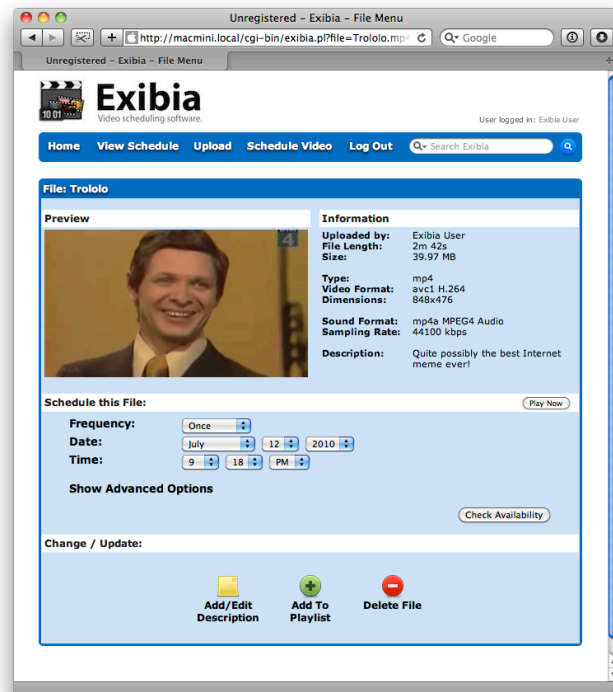 Unregistered – Exibia – File Menu
http://macmini.local/cgi-bin/exibia.pl?file=Trololo.mp4
Google
Unregistered – Exibia – File Menu
10 01
Exibia
Video scheduling software.
User logged in: Exibia User
Home View Schedule Upload Schedule Video Log Out Search Exibia
File: Trololo
Preview
4
Information
Uploaded by: Exibia User
File Length: 2m 42s
Size: 39.97 MB
Type: mp4
Video Format: avc1 H.264
Dimensions: 848x476
Sound Format: mp4a MPEG4 Audio
Sampling Rate: 44100 kbps
Description: Quite possibly the best Internet
meme ever!
Schedule this File: Play Now
Frequency: Once
Date: July 12 2010
Time: 9 18 PM
Show Advanced Options
Check Availability
Change / Update:
Add/Edit
Description
Add To
Playlist
Delete File